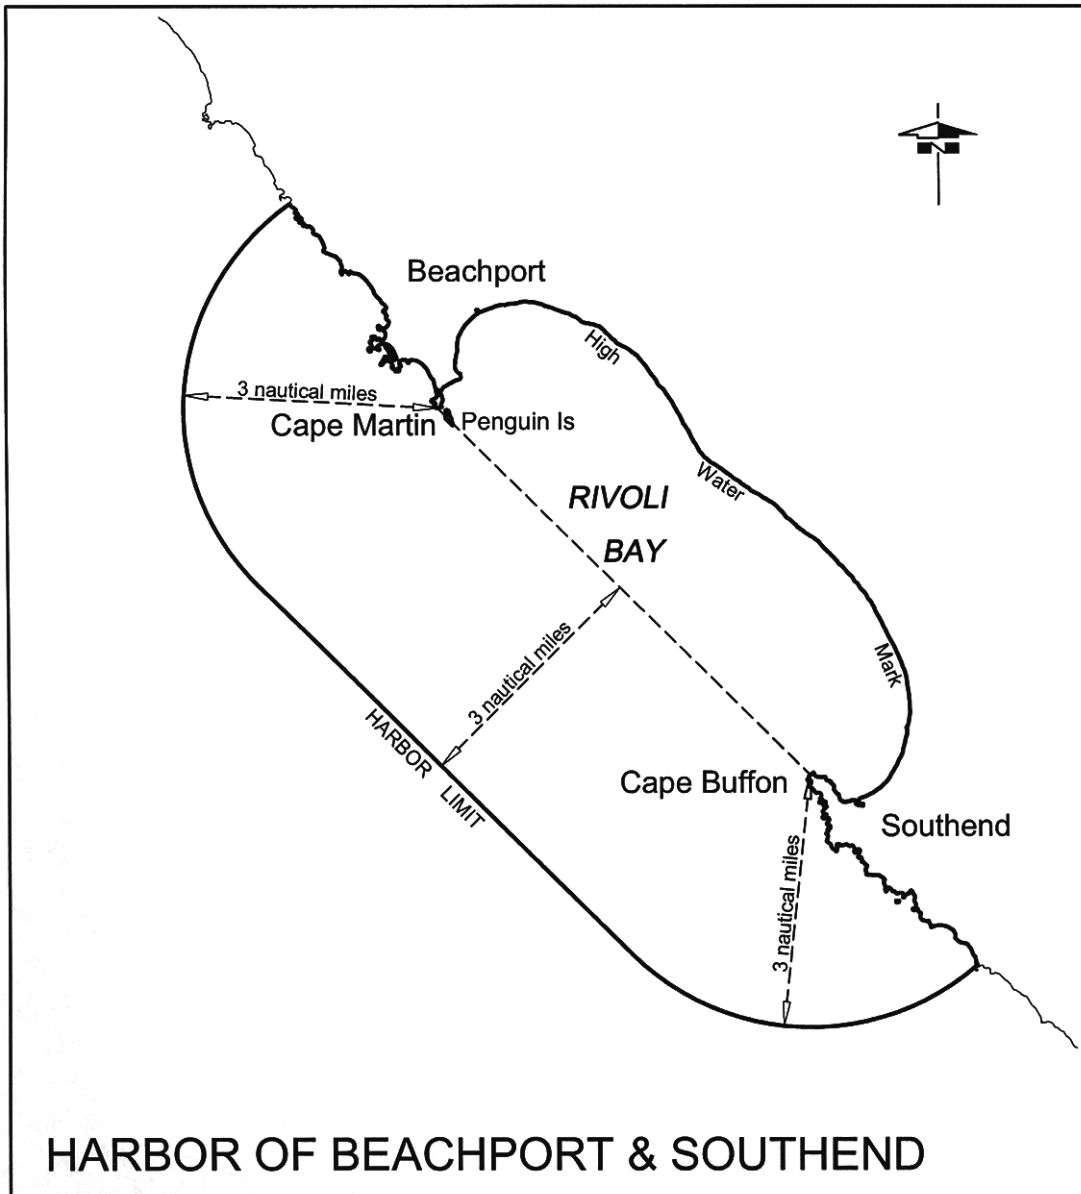 N
Beachport
High
3 nautical miles
Cape Martin
Penguin Is
Water
RIVOLI
BAY
3 nautical miles
Mark
HARBOR
LIMIT
Cape Buffon
Southend
3 nautical miles
HARBOR OF BEACHPORT & SOUTHEND